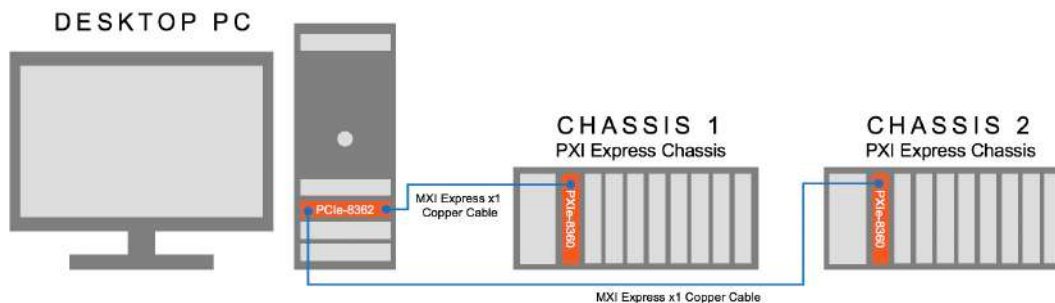 DESKTOP PC
CHASSIS 1
PXI Express Chassis
CHASSIS 2
PXI Express Chassis
PCIe-8362
MXI Express x1
Copper Cable
PXIe-8360
PXIe-8360
MXI Express x1 Copper Cable